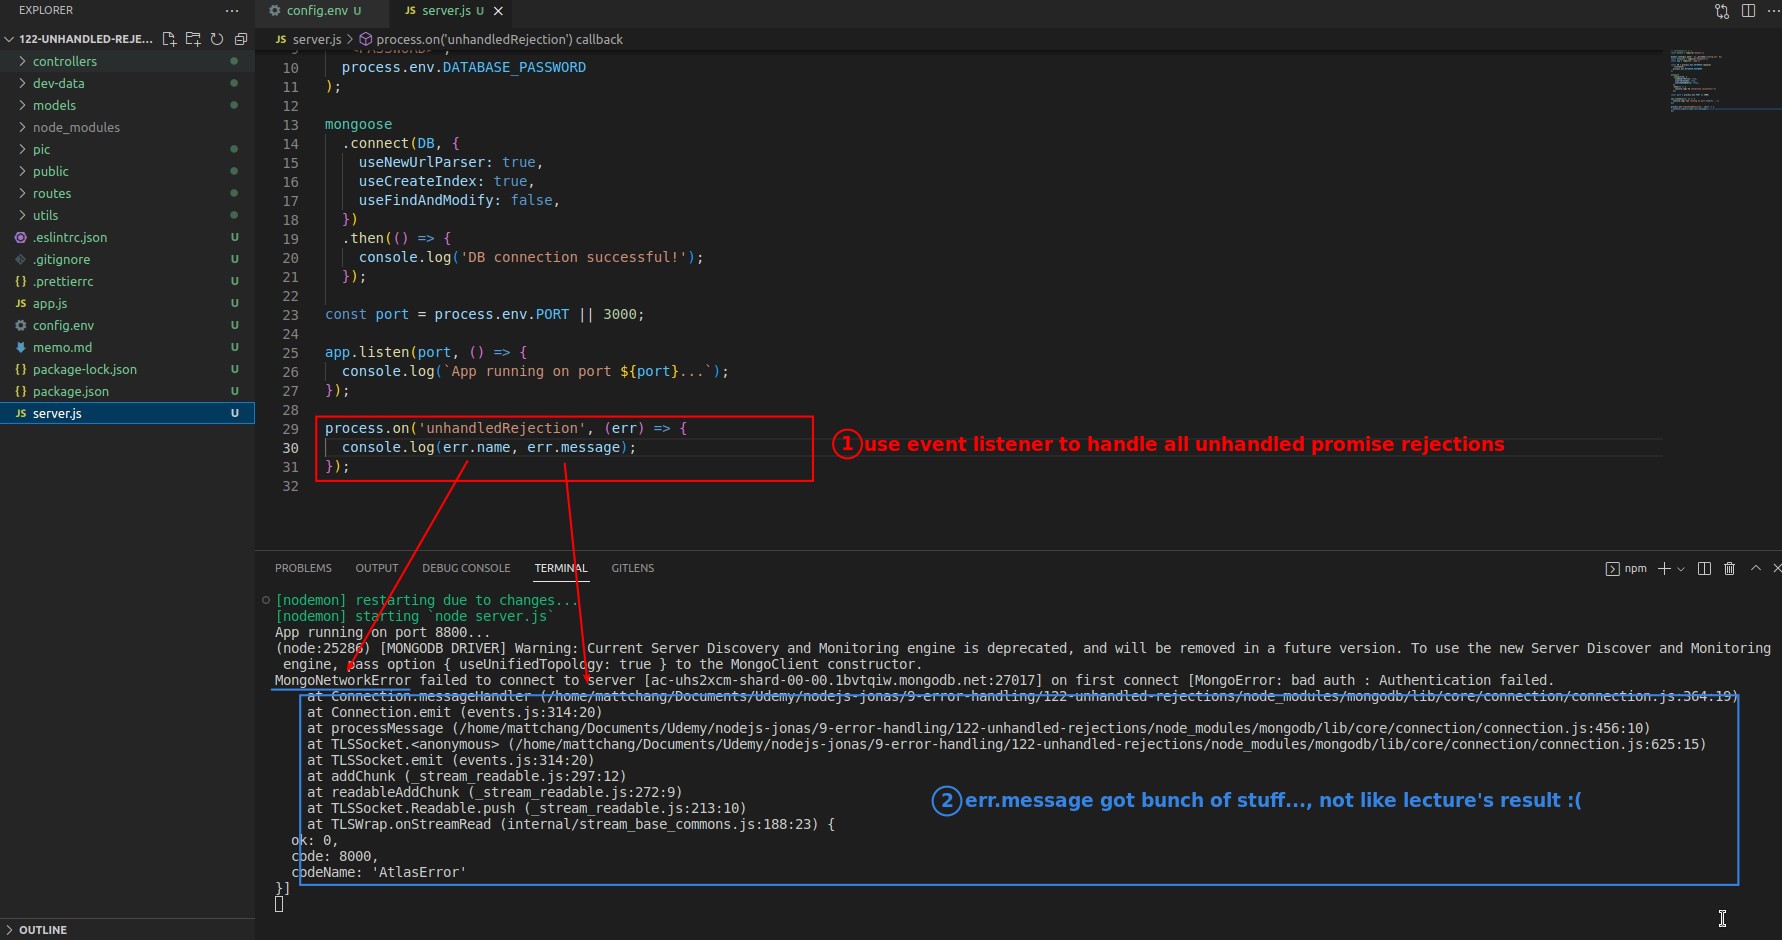 EXPLORER
config.env U
JS server.js U
122-UNHANDLED-REJE...
JS server.js > process.on('unhandledRejection') callback
controllers
dev-data
models
node_modules
pic
public
routes
utils
.eslintrc.json U
.gitignore U
{} .prettierrc U
JS app.js U
config.env U
memo.md U
{} package-lock.json U
{} package.json U
JS server.js U
OUTLINE
10 process.env.DATABASE_PASSWORD
11 );
12
13 mongoose
14 .connect(DB, {
15 useNewUrlParser: true,
16 useCreateIndex: true,
17 useFindAndModify: false,
18 })
19 .then(() => {
20 console.log('DB connection successful!');
21 });
22
23 const port = process.env.PORT || 3000;
24
25 app.listen(port, () => {
26 console.log(`App running on port ${port}...`);
27 });
28
29 process.on('unhandledRejection', (err) => {
30 console.log(err.name, err.message);
31 });
32
1 use event listener to handle all unhandled promise rejections
PROBLEMS OUTPUT DEBUG CONSOLE TERMINAL GITLENS
npm
[nodemon] restarting due to changes...
[nodemon] starting `node server.js`
App running on port 8800...
(node:25286) [MONGODB DRIVER] Warning: Current Server Discovery and Monitoring engine is deprecated, and will be removed in a future version. To use the new Server Discover and Monitoring
engine, pass option { useUnifiedTopology: true } to the MongoClient constructor.
MongoNetworkError failed to connect to server [ac-uhs2xcm-shard-00-00.1bvtqiw.mongodb.net:27017] on first connect [MongoError: bad auth : Authentication failed.
at Connection.messageHandler (/home/mattchang/Documents/Udemy/nodejs-jonas/9-error-handling/122-unhandled-rejections/node_modules/mongodb/lib/core/connection/connection.js:364:19)
at Connection.emit (events.js:314:20)
at processMessage (/home/mattchang/Documents/Udemy/nodejs-jonas/9-error-handling/122-unhandled-rejections/node_modules/mongodb/lib/core/connection/connection.js:456:10)
at TLSSocket.<anonymous> (/home/mattchang/Documents/Udemy/nodejs-jonas/9-error-handling/122-unhandled-rejections/node_modules/mongodb/lib/core/connection/connection.js:625:15)
at TLSSocket.emit (events.js:314:20)
at addChunk (_stream_readable.js:297:12)
at readableAddChunk (_stream_readable.js:272:9)
at TLSSocket.Readable.push (_stream_readable.js:213:10)
at TLSWrap.onStreamRead (internal/stream_base_commons.js:188:23) {
ok: 0,
code: 8000,
codeName: 'AtlasError'
}]
2 err.message got bunch of stuff..., not like lecture's result :(